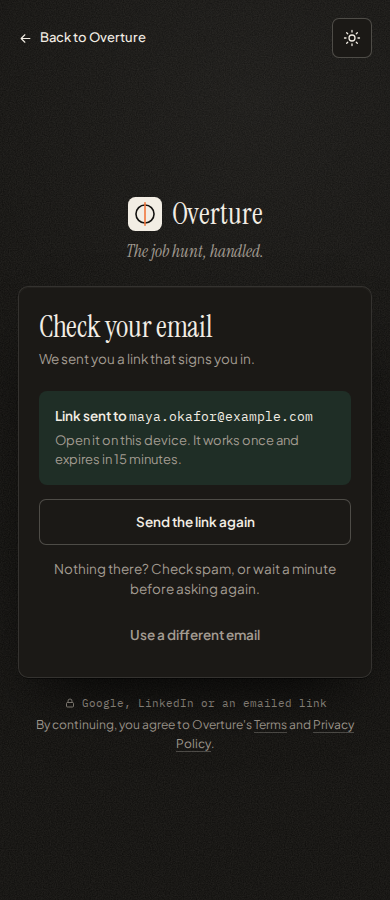 ← Back to Overture
Overture
The job hunt, handled.
Check your email
We sent you a link that signs you in.
Link sent to maya.okafor@example.com
Open it on this device. It works once and
expires in 15 minutes.
Send the link again
Nothing there? Check spam, or wait a minute
before asking again.
Use a different email
Google, LinkedIn or an emailed link
By continuing, you agree to Overture's Terms and Privacy
Policy.